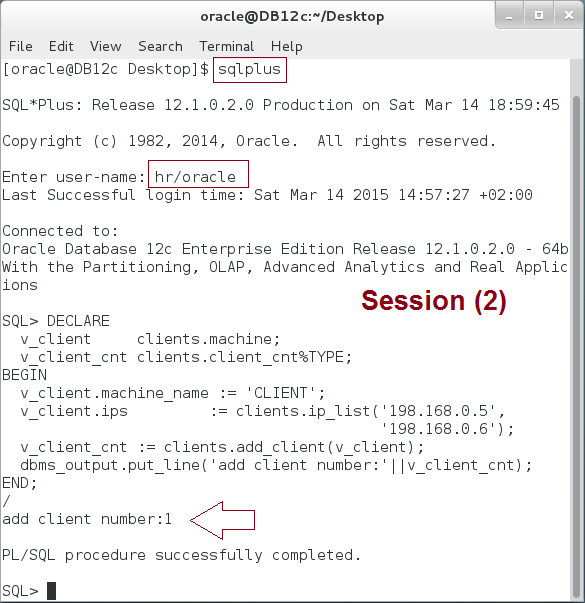 oracle@DB12c:~/Desktop
File Edit View Search Terminal Help
[oracle@DB12c Desktop]$ sqlplus
SQL*Plus: Release 12.1.0.2.0 Production on Sat Mar 14 18:59:45
Copyright (c) 1982, 2014, Oracle.  All rights reserved.
Enter user-name: hr/oracle
Last Successful login time: Sat Mar 14 2015 14:57:27 +02:00
Connected to:
Oracle Database 12c Enterprise Edition Release 12.1.0.2.0 - 64b
With the Partitioning, OLAP, Advanced Analytics and Real Applic
ions
Session (2)
SQL> DECLARE
  v_client     clients.machine;
  v_client_cnt clients.client_cnt%TYPE;
BEGIN
  v_client.machine_name := 'CLIENT';
  v_client.ips          := clients.ip_list('198.168.0.5',
                                           '198.168.0.6');
  v_client_cnt := clients.add_client(v_client);
  dbms_output.put_line('add client number:'||v_client_cnt);
END;
/
add client number:1
PL/SQL procedure successfully completed.
SQL>